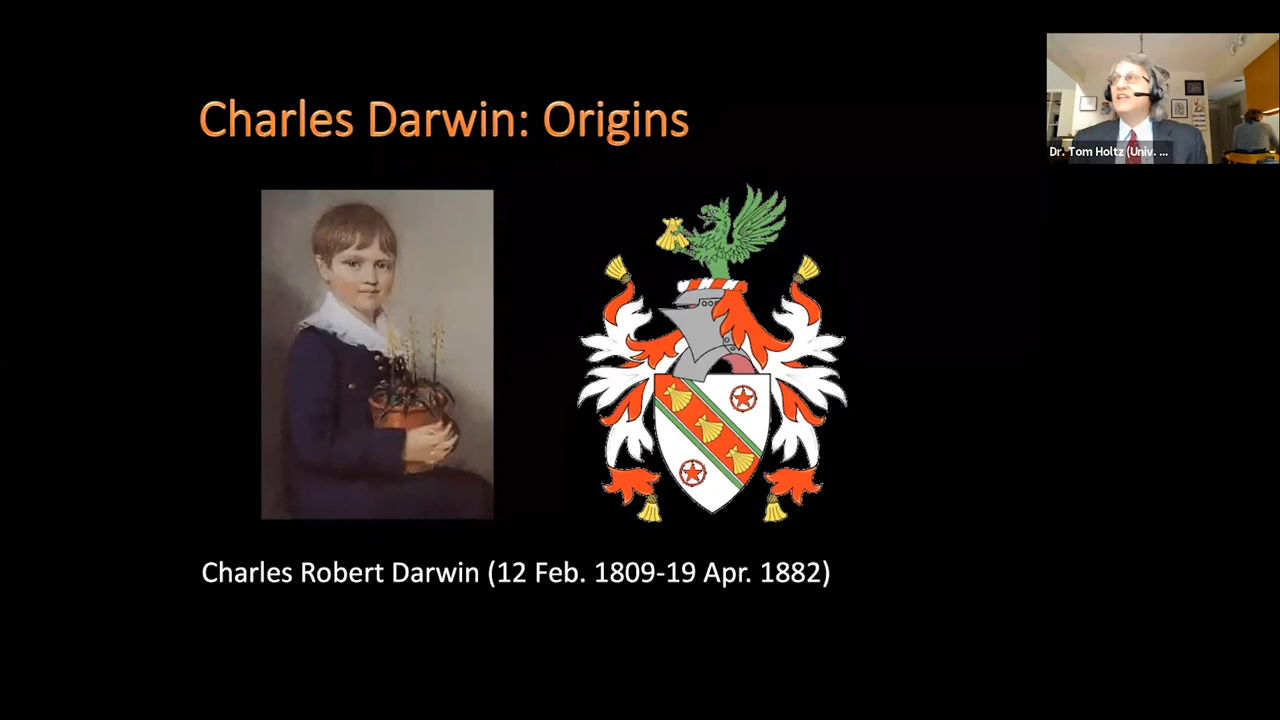 Charles Darwin: Origins
Dr. Tom Holtz (Univ. ...
Charles Robert Darwin (12 Feb. 1809-19 Apr. 1882)